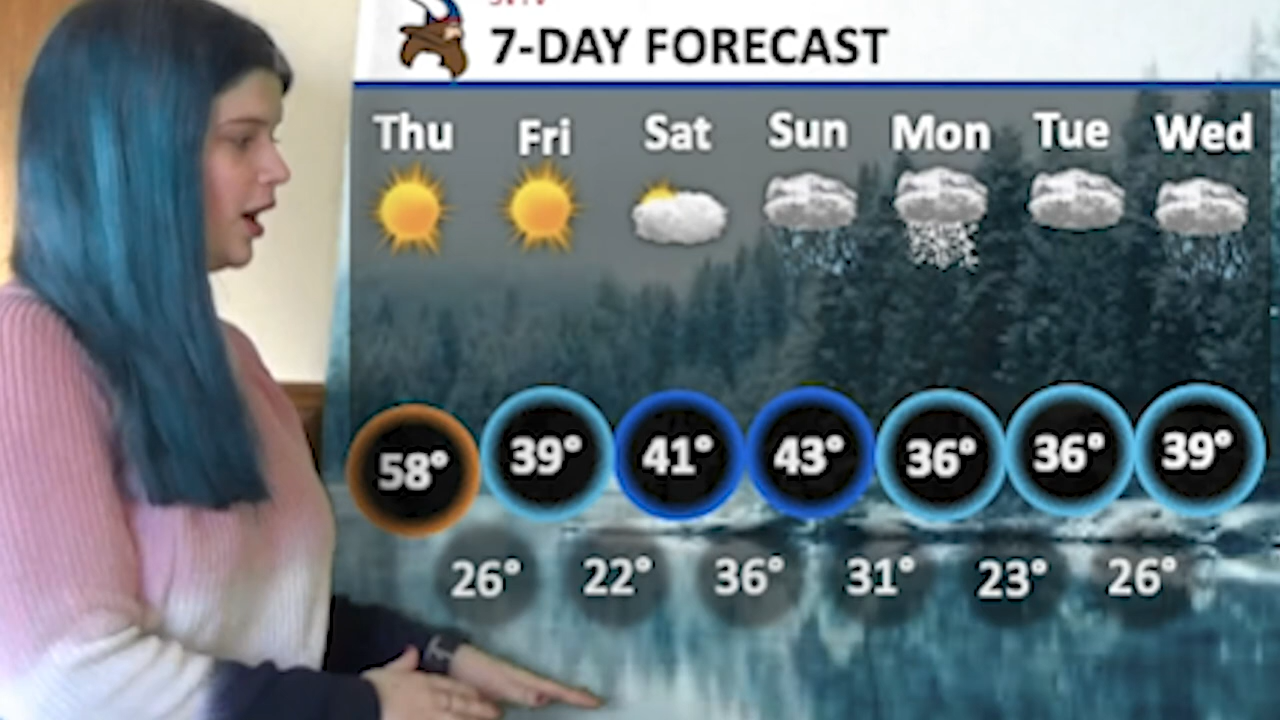 7-DAY FORECAST
Thu Fri Sat Sun Mon Tue Wed
58° 39° 41° 43° 36° 36° 39°
26° 22° 36° 31° 23° 26°